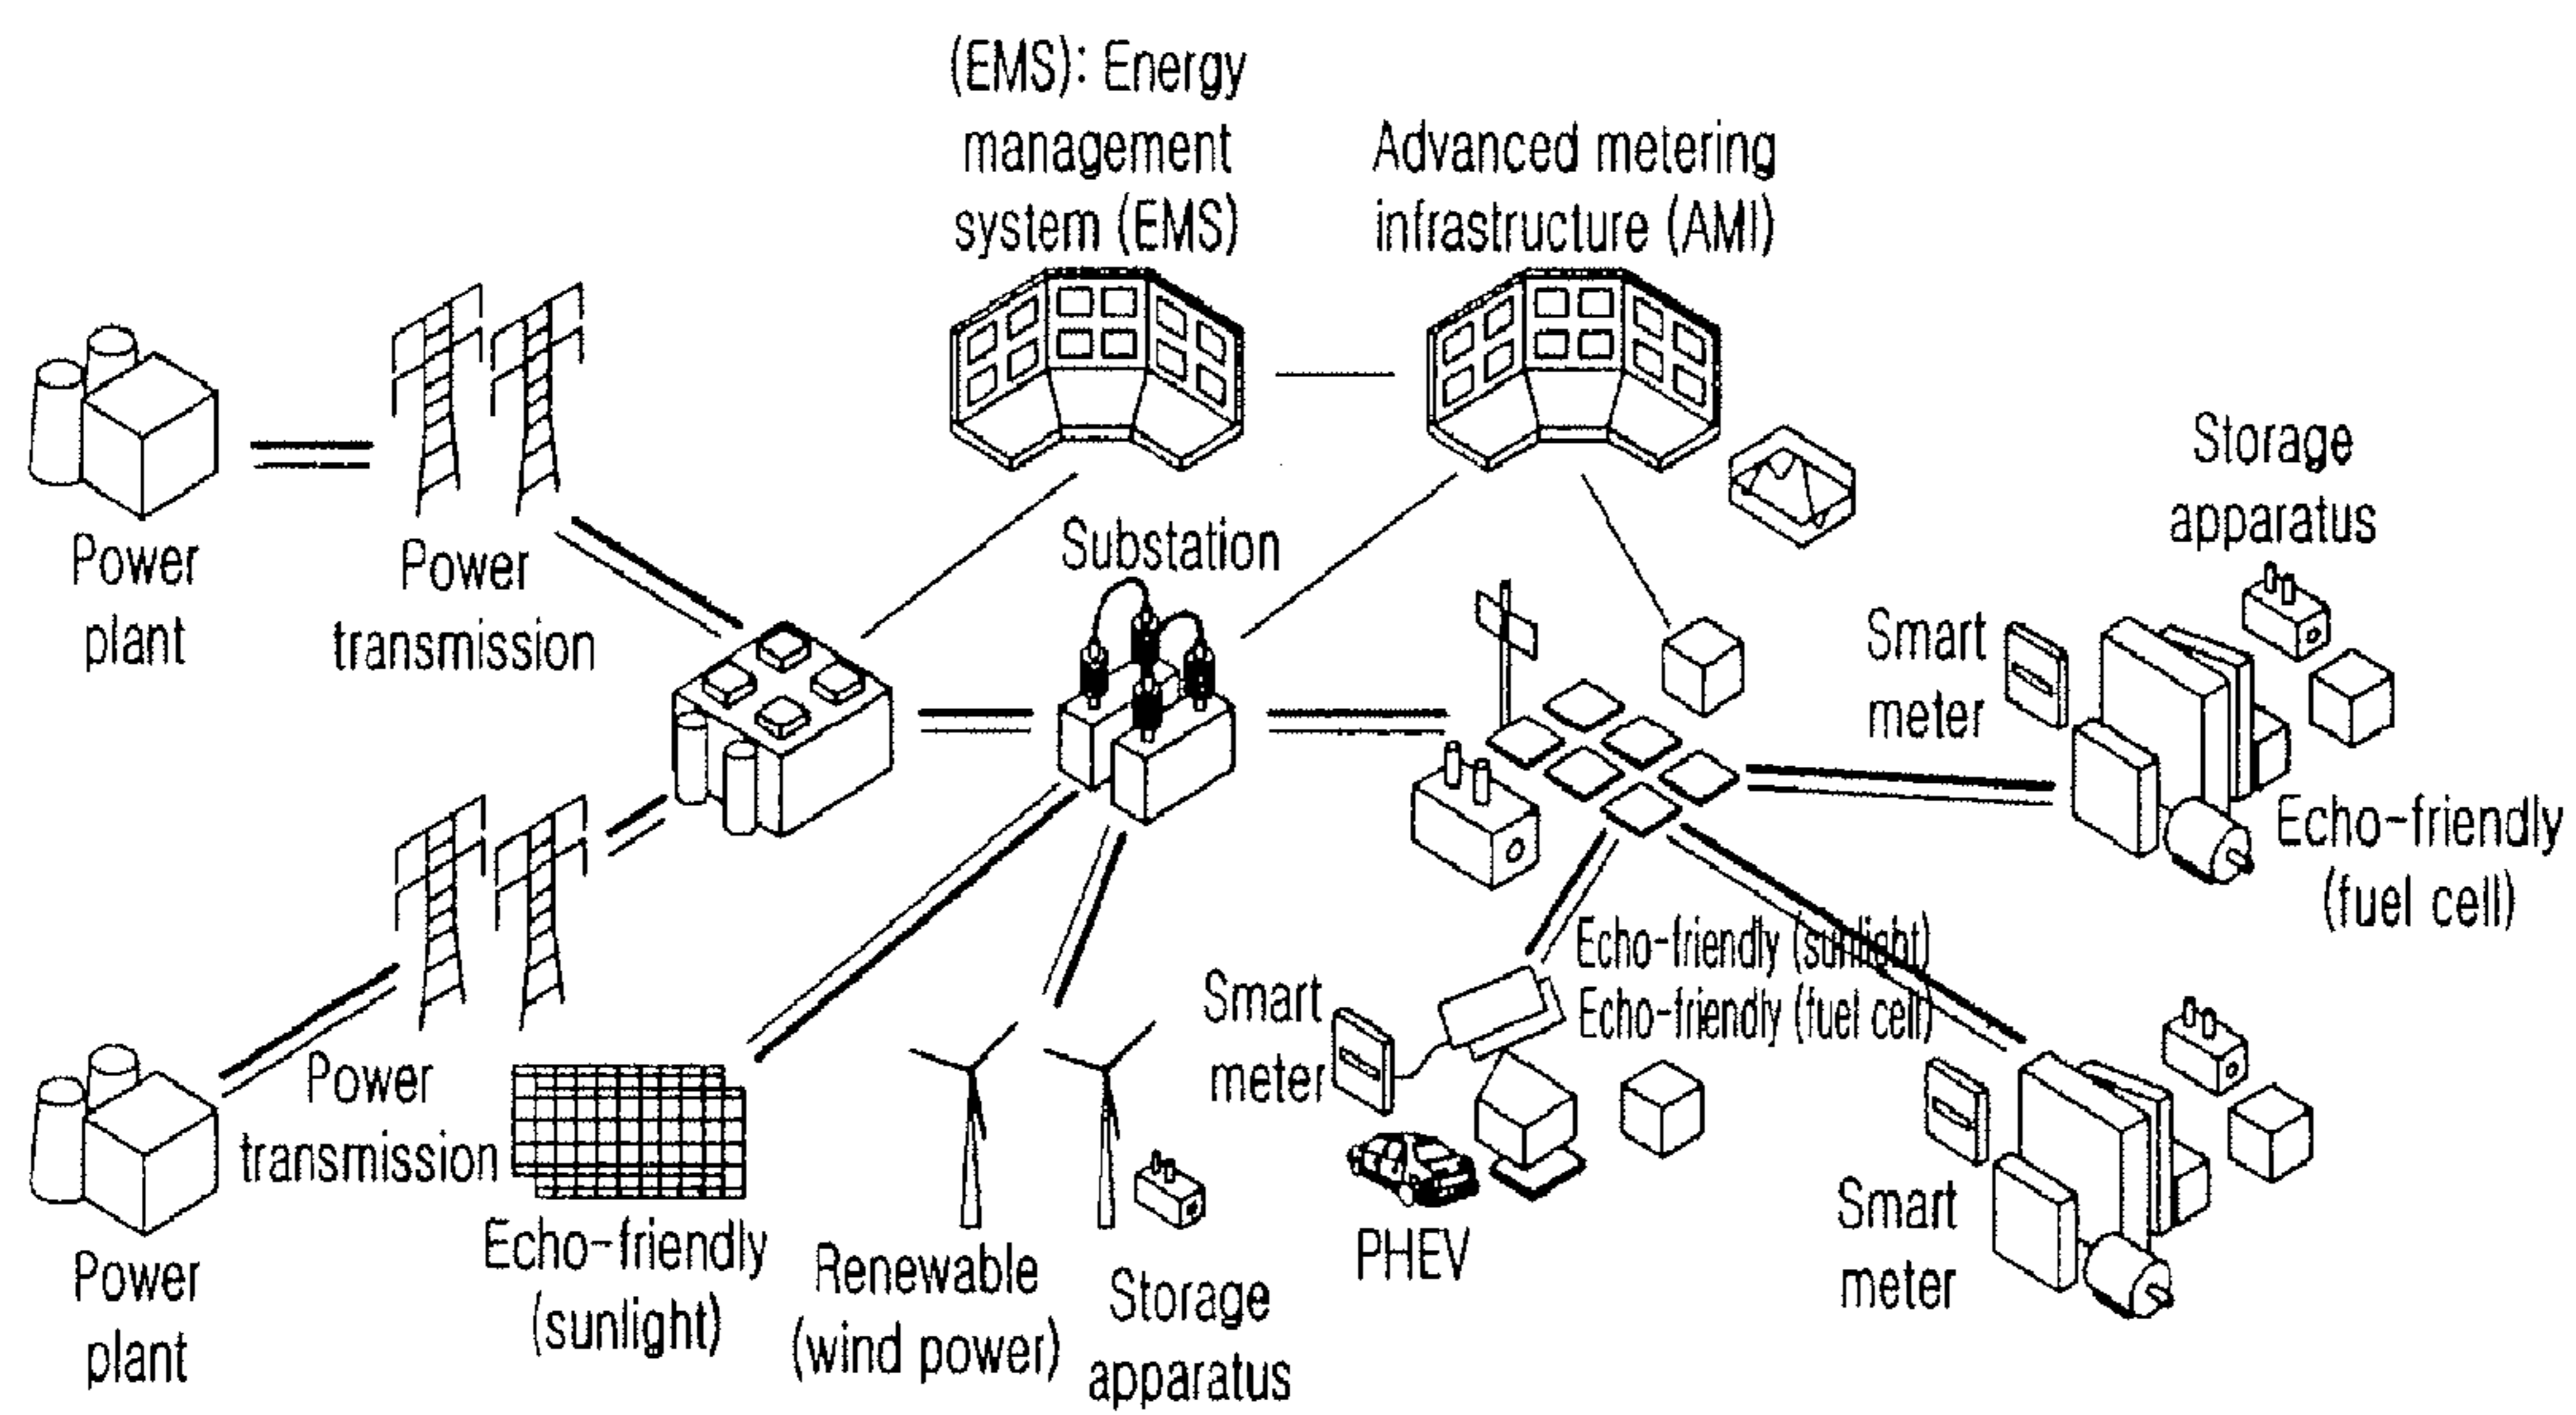 (EMS): Energy
management
system (EMS)
Advanced metering
infrastructure (AMI)
Power
plant
Power
transmission
Substation
Storage
apparatus
Smart
meter
Echo-friendly
(fuel cell)
Echo-friendly (sunlight)
Echo-friendly (fuel cell)
Smart
meter
PHEV
Smart
meter
Power
transmission
Power
plant
Echo-friendly
(sunlight)
Renewable
(wind power)
Storage
apparatus